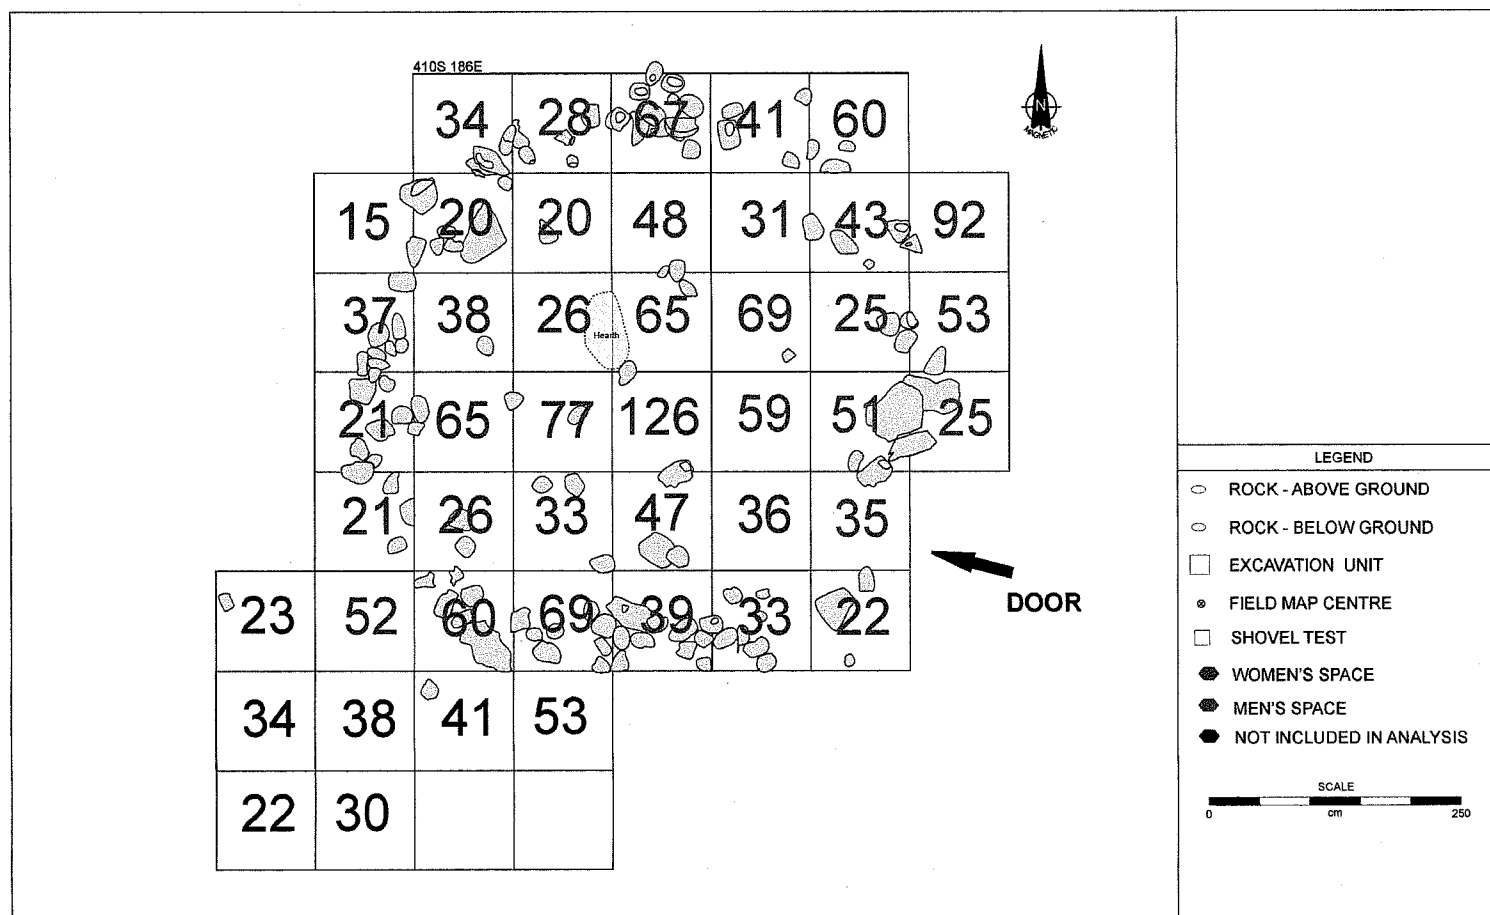 410S 186E
34 28 67 41 60
15 20 20 48 31 43 92
37 38 26 65 69 25 53
Hearth
21 65 77 126 59 51 25
21 26 33 47 36 35
23 52 60 69 39 33 22
34 38 41 53
22 30
DOOR
N
MAGNETIC
LEGEND
ROCK - ABOVE GROUND
ROCK - BELOW GROUND
EXCAVATION UNIT
FIELD MAP CENTRE
SHOVEL TEST
WOMEN'S SPACE
MEN'S SPACE
NOT INCLUDED IN ANALYSIS
SCALE
0 cm 250